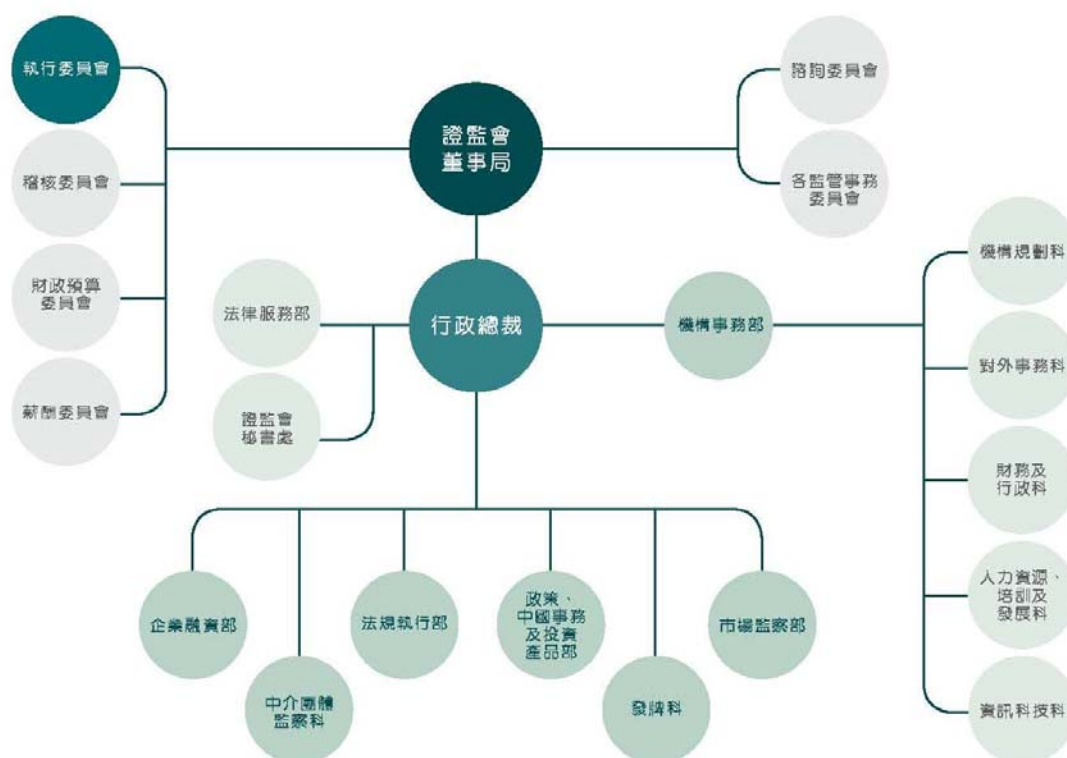 執行委員會
稽核委員會
財政預算
委員會
薪酬委員會
證監會
董事局
諮詢委員會
各監管事務
委員會
法律服務部
證監會
秘書處
行政總裁
機構事務部
機構規劃科
對外事務科
財務及
行政科
人力資源、
培訓及
發展科
資訊科技科
企業融資部
中介團體
監察科
法規執行部
政策、
中國事務
及投資
產品部
發牌科
市場監察部